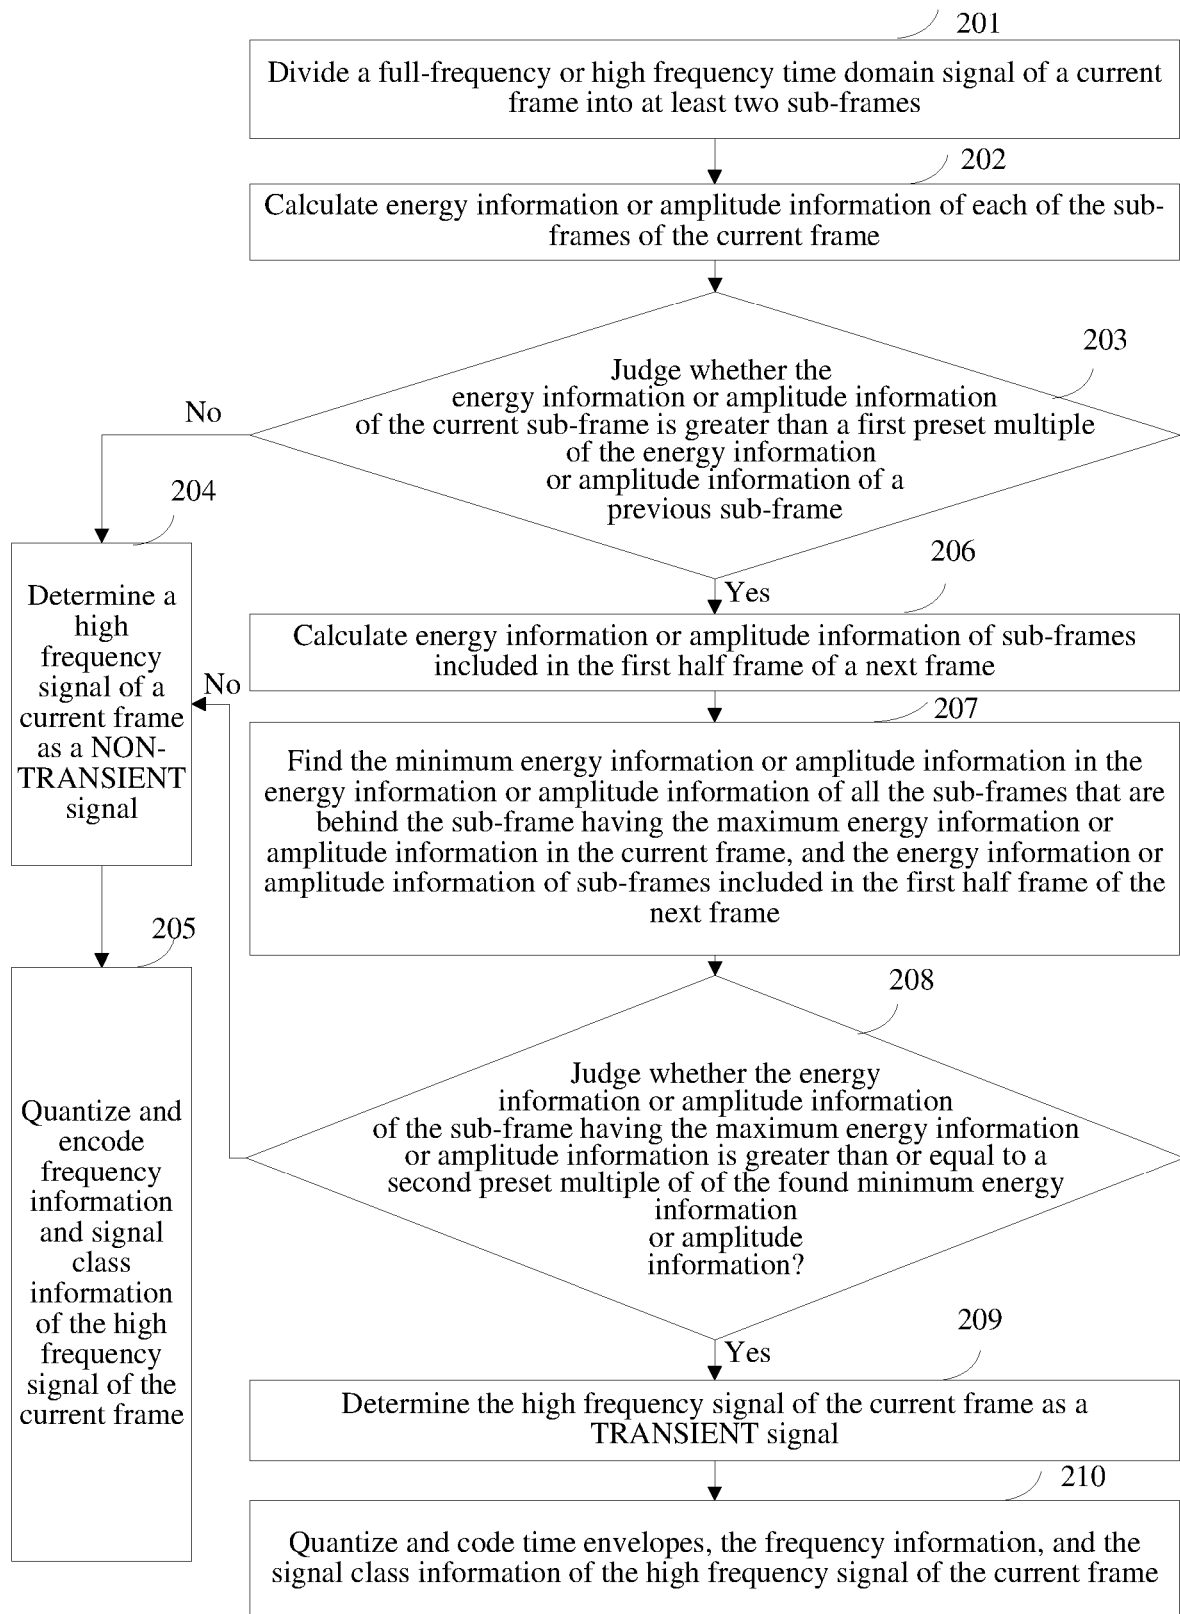 201
Divide a full-frequency or high frequency time domain signal of a current
frame into at least two sub-frames
202
Calculate energy information or amplitude information of each of the sub-
frames of the current frame
203
Judge whether the
energy information or amplitude information
of the current sub-frame is greater than a first preset multiple
of the energy information
or amplitude information of a
previous sub-frame
No
204
Determine a
high
frequency
signal of a
current frame
as a NON-
TRANSIENT
signal
205
Quantize and
encode
frequency
information
and signal
class
information
of the high
frequency
signal of the
current frame
Yes
206
Calculate energy information or amplitude information of sub-frames
included in the first half frame of a next frame
No
207
Find the minimum energy information or amplitude information in the
energy information or amplitude information of all the sub-frames that are
behind the sub-frame having the maximum energy information or
amplitude information in the current frame, and the energy information or
amplitude information of sub-frames included in the first half frame of the
next frame
208
Judge whether the energy
information or amplitude information
of the sub-frame having the maximum energy information
or amplitude information is greater than or equal to a
second preset multiple of of the found minimum energy
information
or amplitude
information?
Yes
209
Determine the high frequency signal of the current frame as a
TRANSIENT signal
210
Quantize and code time envelopes, the frequency information, and the
signal class information of the high frequency signal of the current frame